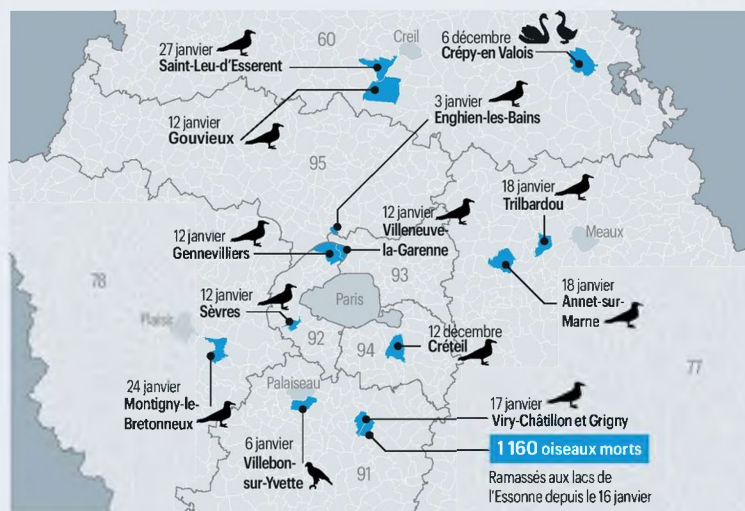 60
Creil
27 janvier
Saint-Leu-d'Esserent
6 décembre
Crépy-en Valois
12 janvier
Gouvieux
3 janvier
Enghien-les-Bains
95
18 janvier
Trilbardou
Meaux
12 janvier
Villeneuve-
la-Garenne
12 janvier
Gennevilliers
93
18 janvier
Annet-sur-
Marne
78
12 janvier
Sèvres
Paris
92
94
12 décembre
Créteil
77
Plaisir
24 janvier
Montigny-le-
Bretonneux
Palaiseau
6 janvier
Villebon-
sur-Yvette
91
17 janvier
Viry-Châtillon et Grigny
1 160 oiseaux morts
Ramassés aux lacs de
l'Essonne depuis le 16 janvier